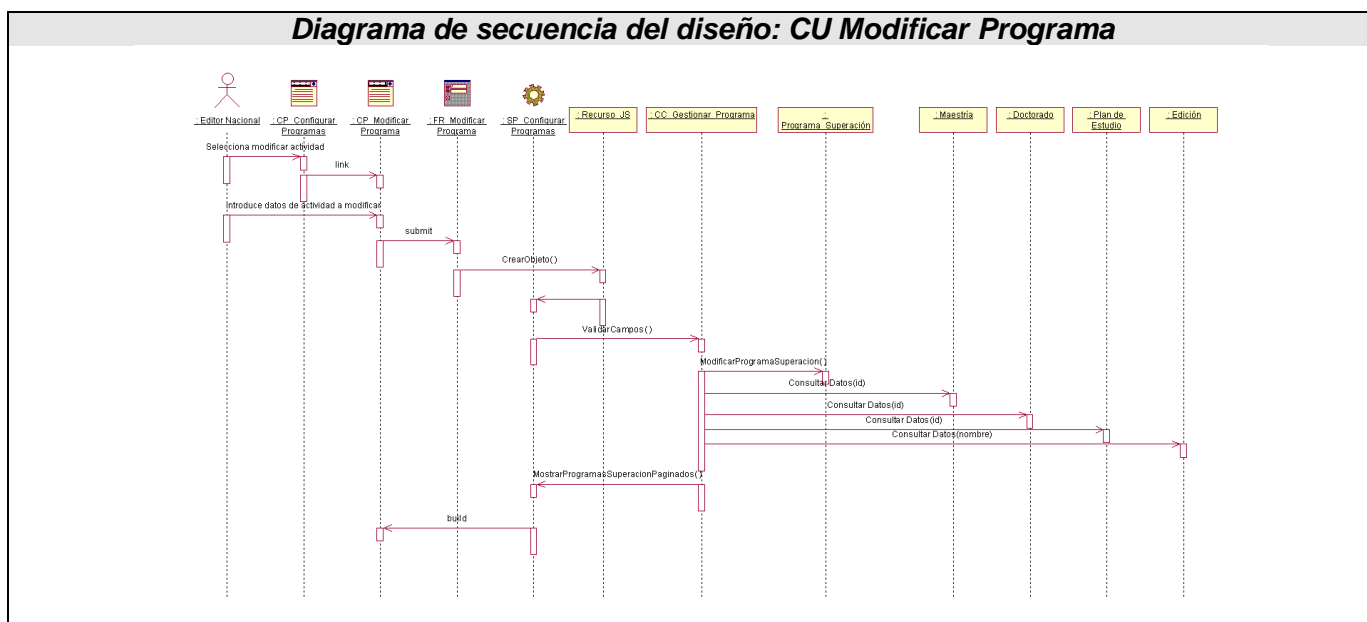 Diagrama de secuencia del diseño: CU Modificar Programa
: Editor Nacional
: CP_Configurar
Programas
: CP_Modificar
Programa
: FR_Modificar
Programa
: SP_Configurar
Programas
: Recurso_JS
: CC_Gestionar_Programa
:
Programa_Superación
: Maestría
: Doctorado
: Plan de
Estudio
: Edición
Selecciona modificar actividad
link
Introduce datos de actividad a modificar
submit
CrearObjeto()
ValidarCampos()
ModificarProgramaSuperacion()
Consultar Datos(id)
Consultar Datos(id)
Consultar Datos(id)
Consultar Datos(nombre)
MostrarProgramasSuperacionPaginados()
build